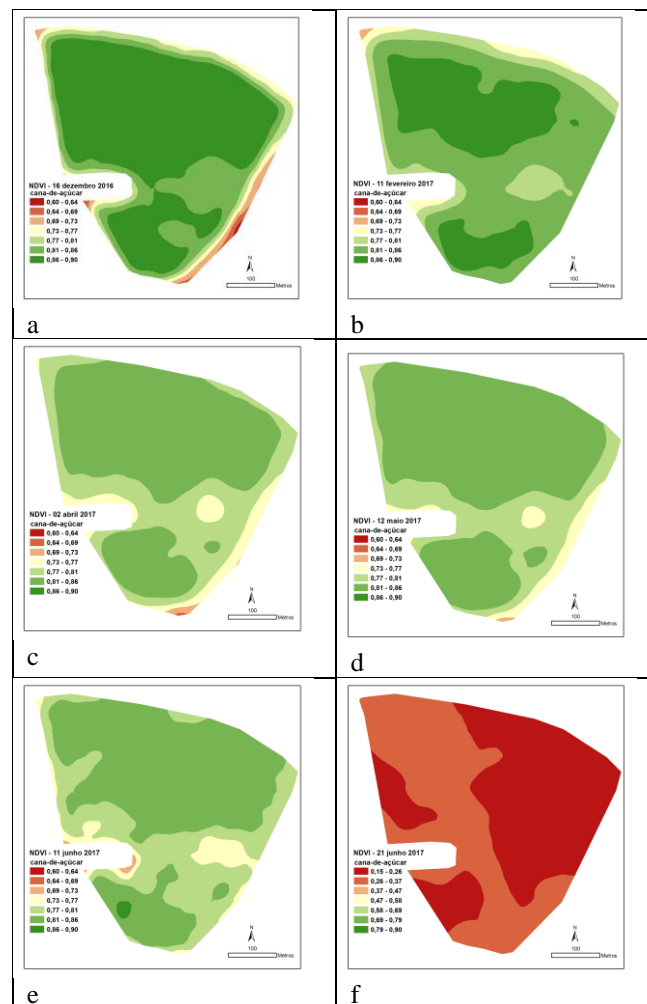 NDVI - 16 dezembro 2016
cana-de-açúcar
0,60 - 0,64
0,64 - 0,69
0,69 - 0,73
0,73 - 0,77
0,77 - 0,81
0,81 - 0,86
0,86 - 0,90
N
100
Metros
a
NDVI - 11 fevereiro 2017
cana-de-açúcar
0,60 - 0,64
0,64 - 0,69
0,69 - 0,73
0,73 - 0,77
0,77 - 0,81
0,81 - 0,86
0,86 - 0,90
N
100
Metros
b
NDVI - 02 abril 2017
cana-de-açúcar
0,60 - 0,64
0,64 - 0,69
0,69 - 0,73
0,73 - 0,77
0,77 - 0,81
0,81 - 0,86
0,86 - 0,90
N
100
Metros
c
NDVI - 12 maio 2017
cana-de-açúcar
0,60 - 0,64
0,64 - 0,69
0,69 - 0,73
0,73 - 0,77
0,77 - 0,81
0,81 - 0,86
0,86 - 0,90
N
100
Metros
d
NDVI - 11 junho 2017
cana-de-açúcar
0,60 - 0,64
0,64 - 0,69
0,69 - 0,73
0,73 - 0,77
0,77 - 0,81
0,81 - 0,86
0,86 - 0,90
N
100
Metros
e
NDVI - 21 junho 2017
cana-de-açúcar
0,15 - 0,26
0,26 - 0,37
0,37 - 0,47
0,47 - 0,58
0,58 - 0,69
0,69 - 0,79
0,79 - 0,90
N
100
Metros
f